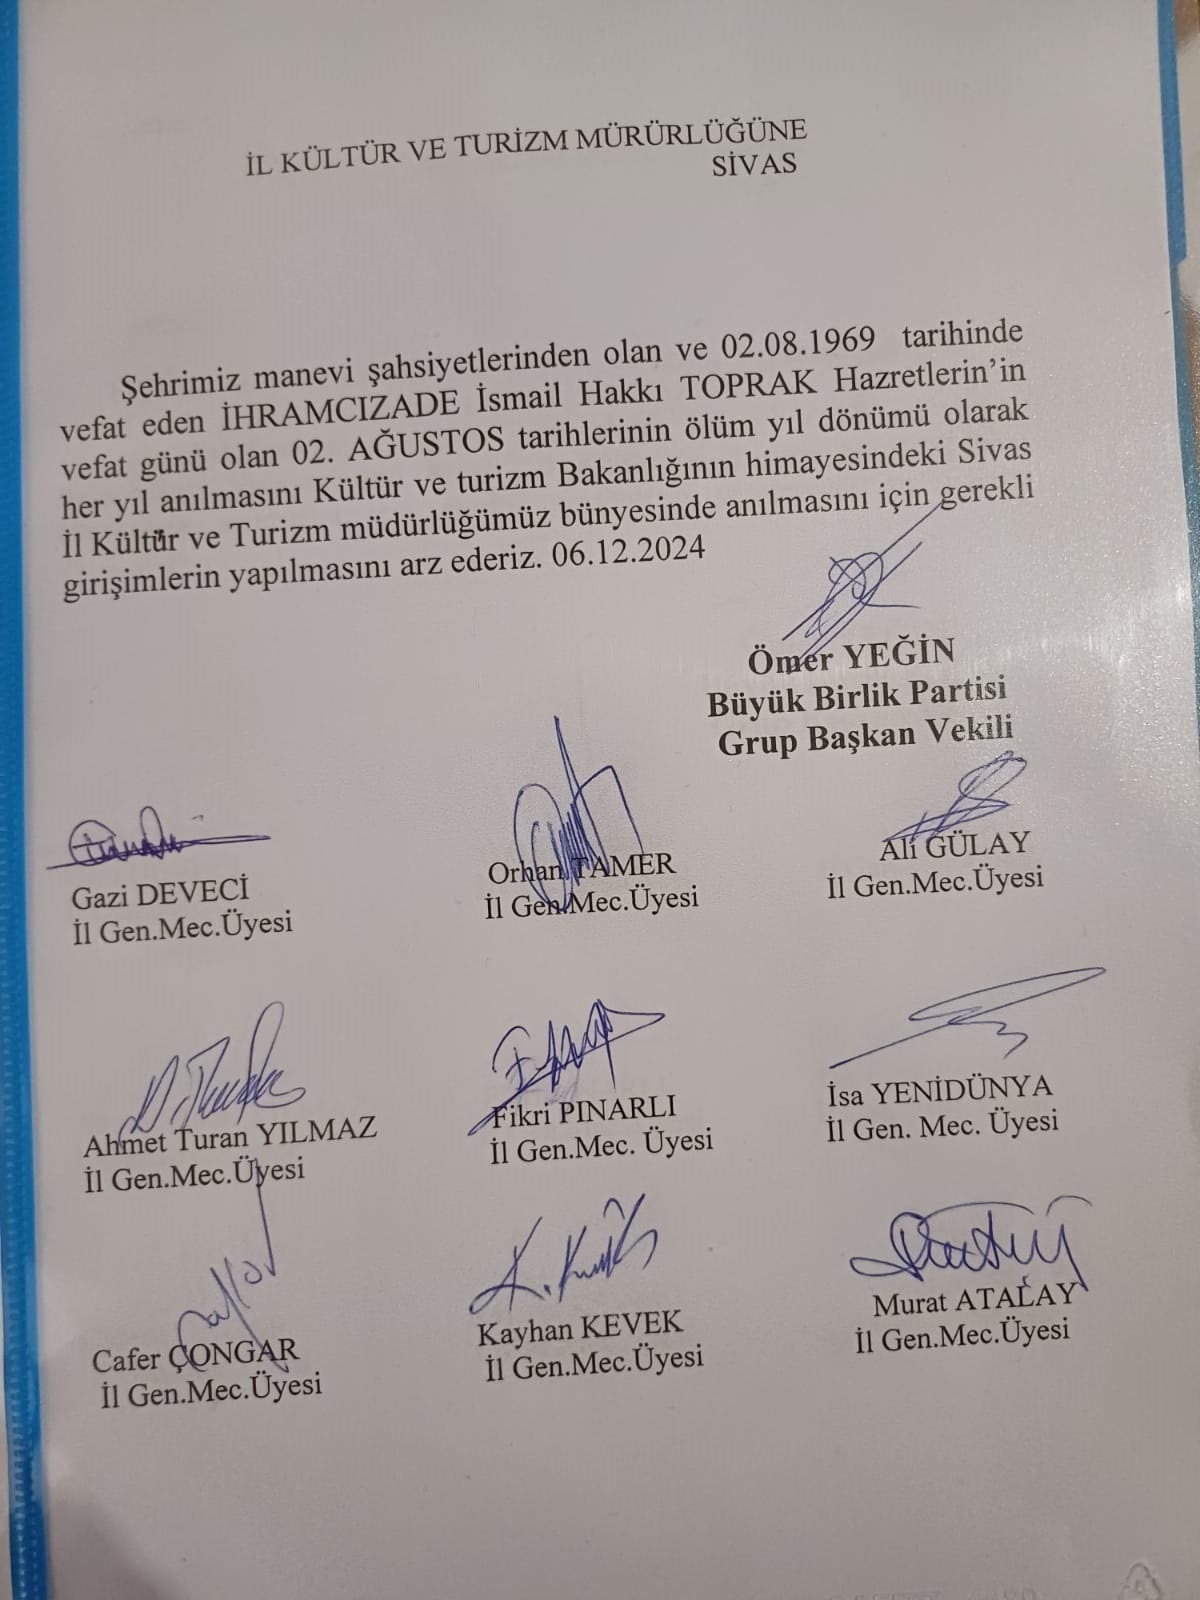 İL KÜLTÜR VE TURİZM MÜRÜRLÜĞÜNE
SİVAS
Şehrimiz manevi şahsiyetlerinden olan ve 02.08.1969 tarihinde
vefat eden İHRAMCIZADE İsmail Hakkı TOPRAK Hazretlerin’in
vefat günü olan 02. AĞUSTOS tarihlerinin ölüm yıl dönümü olarak
her yıl anılmasını Kültür ve turizm Bakanlığının himayesindeki Sivas
İl Kültür ve Turizm müdürlüğümüz bünyesinde anılmasını için gerekli
girişimlerin yapılmasını arz ederiz. 06.12.2024
Ömer YEĞİN
Büyük Birlik Partisi
Grup Başkan Vekili
Gazi DEVECİ
İl Gen.Mec.Üyesi
Orhan TAMER
İl Gen.Mec.Üyesi
Ali GÜLAY
İl Gen.Mec.Üyesi
Ahmet Turan YILMAZ
İl Gen.Mec.Üyesi
Fikri PINARLI
İl Gen.Mec. Üyesi
İsa YENİDÜNYA
İl Gen. Mec. Üyesi
Cafer ÇONGAR
İl Gen.Mec.Üyesi
Kayhan KEVEK
İl Gen.Mec.Üyesi
Murat ATALAY
İl Gen.Mec.Üyesi